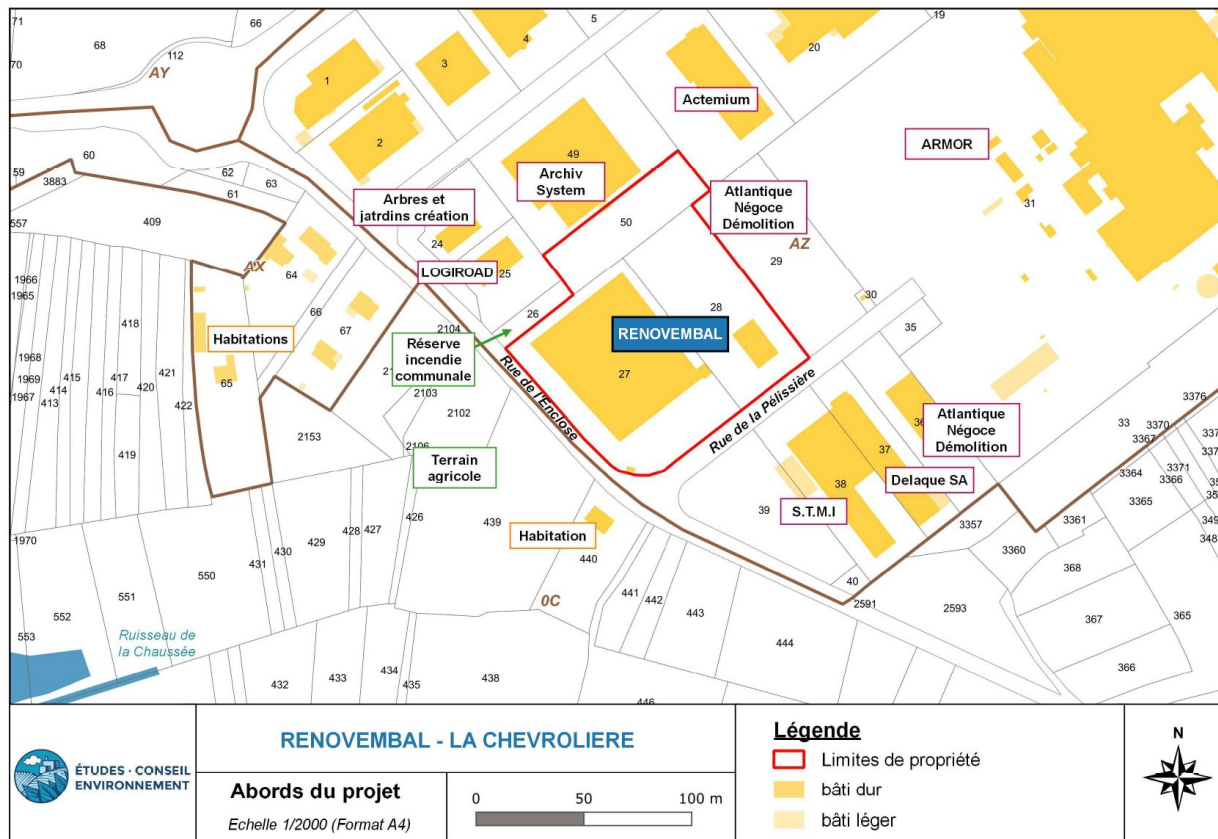 71
66
5
19
68
112
70
AY
4
3
20
1
Actemium
2
49
ARMOR
60
62
63
59
3883
61
Archiv
System
Arbres et
jatrdins création
Atlantique
Négoce
Démolition
31
409
50
557
24
AZ
29
64
AX
LOGIROAD
25
1966
1965
30
66
26
28
418
67
2104
RENOVEMBAL
35
Habitations
Réserve
incendie
communale
1968
1969
1967
415
414
413
417
416
420
421
422
65
27
Rue de l'Enclose
Rue de la Pélissière
2103
2102
3376
36
33
3370
3367
Atlantique
Négoce
Démolition
2153
2106
419
37
Terrain
agricole
3364
3371
3366
3365
Delaque SA
38
39
S.T.M.I
426
439
427
428
429
430
431
Habitation
440
3357
3361
3360
1970
550
368
40
441
442
443
444
2591
2593
0C
551
552
553
367
365
366
Ruisseau de
la Chaussée
432
433
434
435
438
446
ÉTUDES · CONSEIL
ENVIRONNEMENT
RENOVEMBAL - LA CHEVROLIERE
Abords du projet
Echelle 1/2000 (Format A4)
0 50 100 m
Légende
Limites de propriété
bâti dur
bâti léger
N